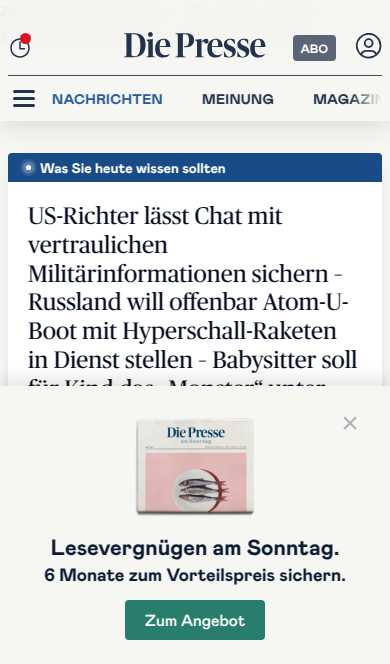 Die Presse
ABO
NACHRICHTEN
MEINUNG
MAGAZIN
Was Sie heute wissen sollten
US-Richter lässt Chat mit
vertraulichen
Militärinformationen sichern –
Russland will offenbar Atom-U-
Boot mit Hyperschall-Raketen
in Dienst stellen – Babysitter soll
für Kind das „Monster“ unter
Die Presse
am Sonntag
Lesevergnügen am Sonntag.
6 Monate zum Vorteilspreis sichern.
Zum Angebot